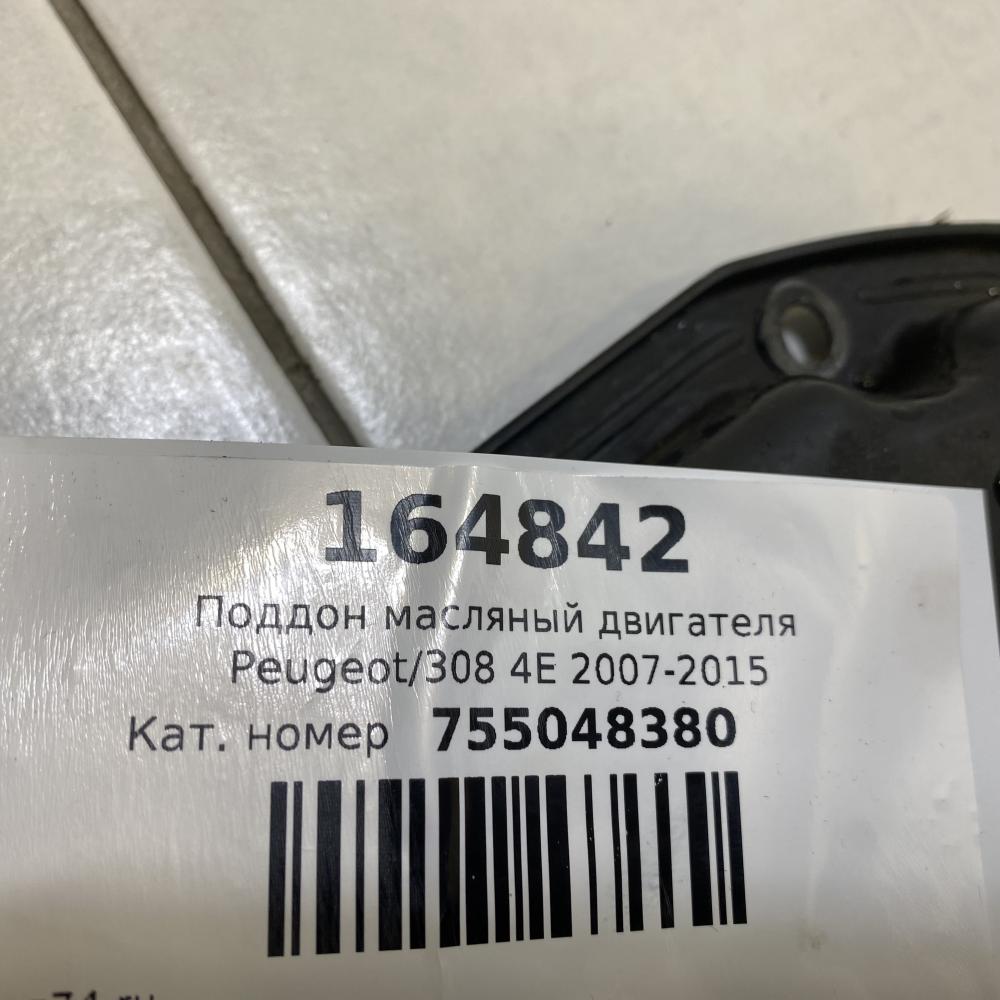 164842
Поддон масляный двигателя
Peugeot/308 4E 2007-2015
Кат. номер 755048380